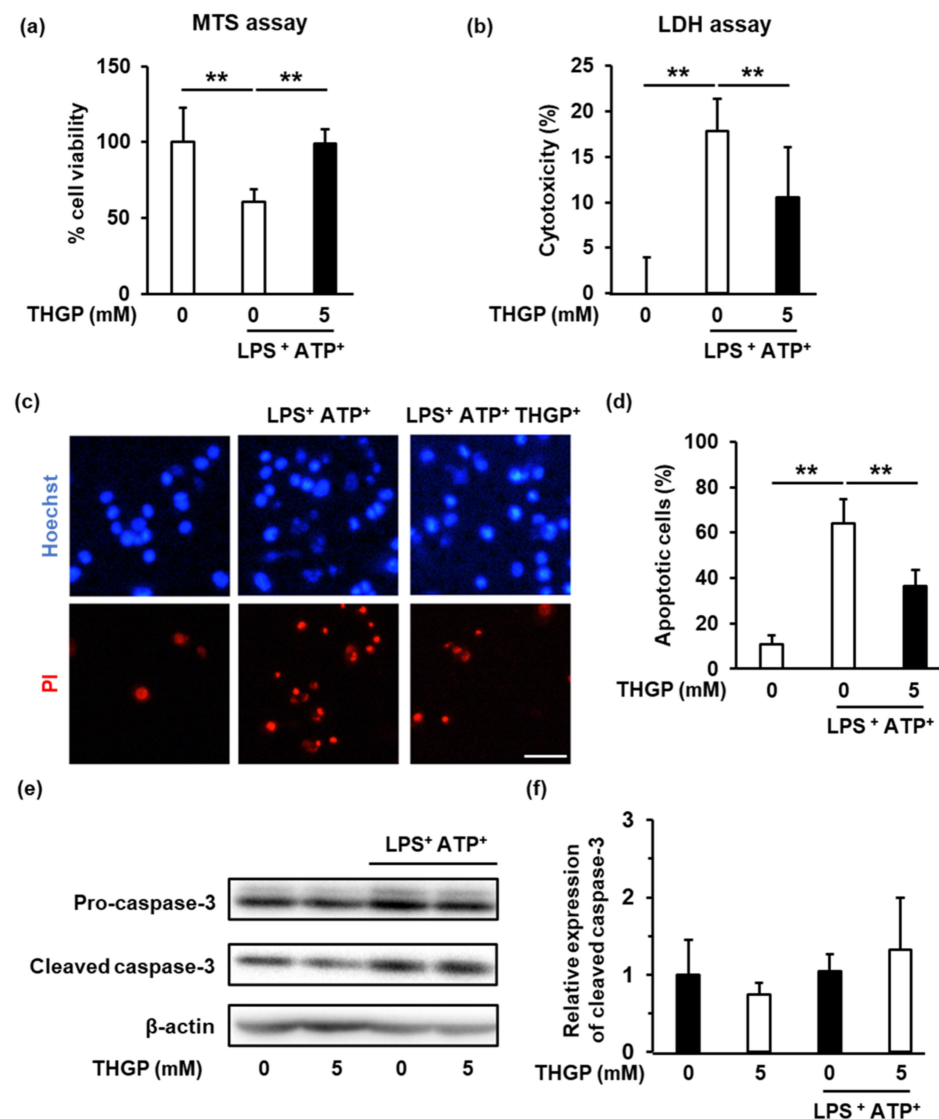 (a)
MTS assay
% cell viability
150
100
50
0
** **
THGP (mM) 0 0 5
LPS + ATP+
(b)
LDH assay
Cytotoxicity (%)
25
20
15
10
5
0
** **
THGP (mM) 0 0 5
LPS + ATP+
(c)
LPS+ ATP+ LPS+ ATP+ THGP+
Hoechst
PI
(d)
Apoptotic cells (%)
100
80
60
40
20
0
** **
THGP (mM) 0 0 5
LPS + ATP+
(e)
LPS+ ATP+
Pro-caspase-3
Cleaved caspase-3
β-actin
THGP (mM) 0 5 0 5
(f)
Relative expression
of cleaved caspase-3
3
2
1
0
THGP (mM) 0 5 0 5
LPS + ATP+